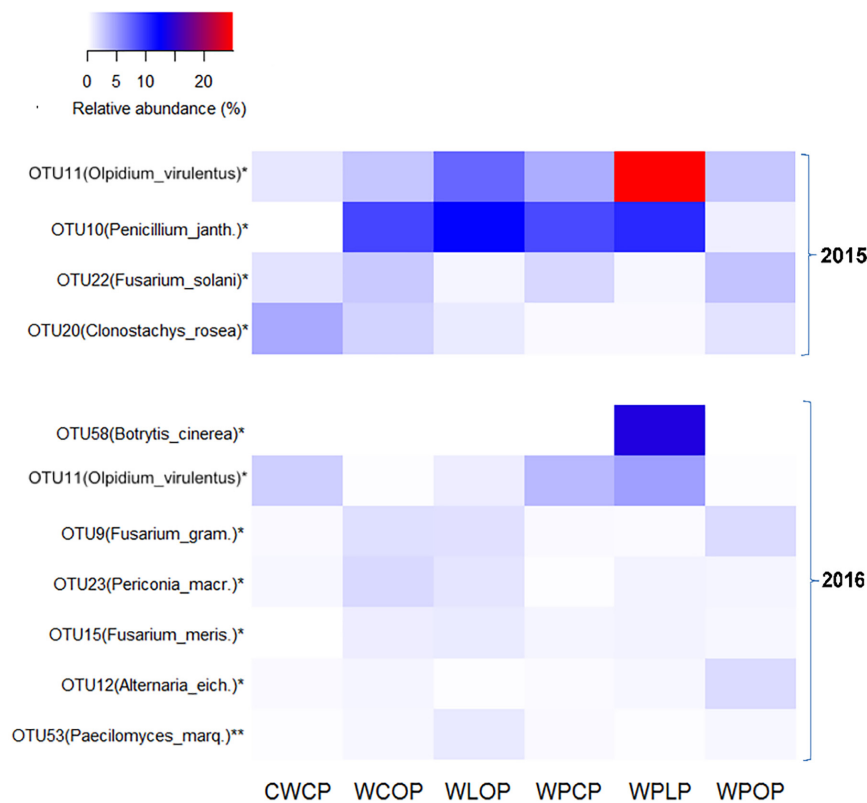 0 5 10 20
Relative abundance (%)
OTU11(Olpidium_virulentus)*
OTU10(Penicillium_janth.)*
OTU22(Fusarium_solani)*
OTU20(Clonostachys_rosea)*
2015
OTU58(Botrytis_cinerea)*
OTU11(Olpidium_virulentus)*
OTU9(Fusarium_gram.)*
OTU23(Periconia_macr.)*
OTU15(Fusarium_meris.)*
OTU12(Alternaria_eich.)*
OTU53(Paecilomyces_marq.)**
2016
CWCP WCOP WLOP WPCP WPLP WPOP